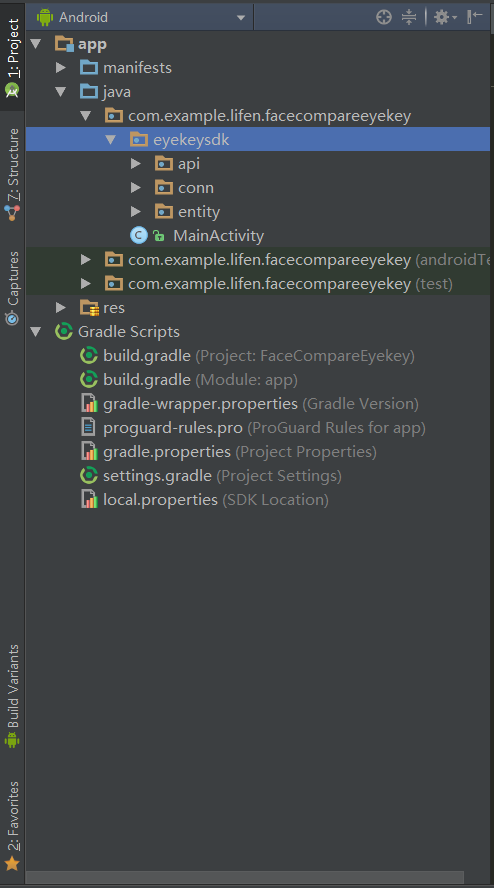 Android
1: Project
app
manifests
java
com.example.lifen.facecompareeyekey
7: Structure
eyekeysdk
api
conn
entity
C MainActivity
Captures
com.example.lifen.facecompareeyekey (androidTe
com.example.lifen.facecompareeyekey (test)
res
Gradle Scripts
build.gradle (Project: FaceCompareEyekey)
build.gradle (Module: app)
gradle-wrapper.properties (Gradle Version)
proguard-rules.pro (ProGuard Rules for app)
gradle.properties (Project Properties)
settings.gradle (Project Settings)
local.properties (SDK Location)
Build Variants
2: Favorites